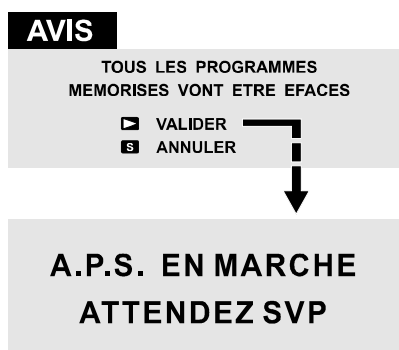 AVIS
TOUS LES PROGRAMMES
MEMORISES VONT ETRE EFACES
VALIDER
S ANNULER
A.P.S. EN MARCHE
ATTENDEZ SVP